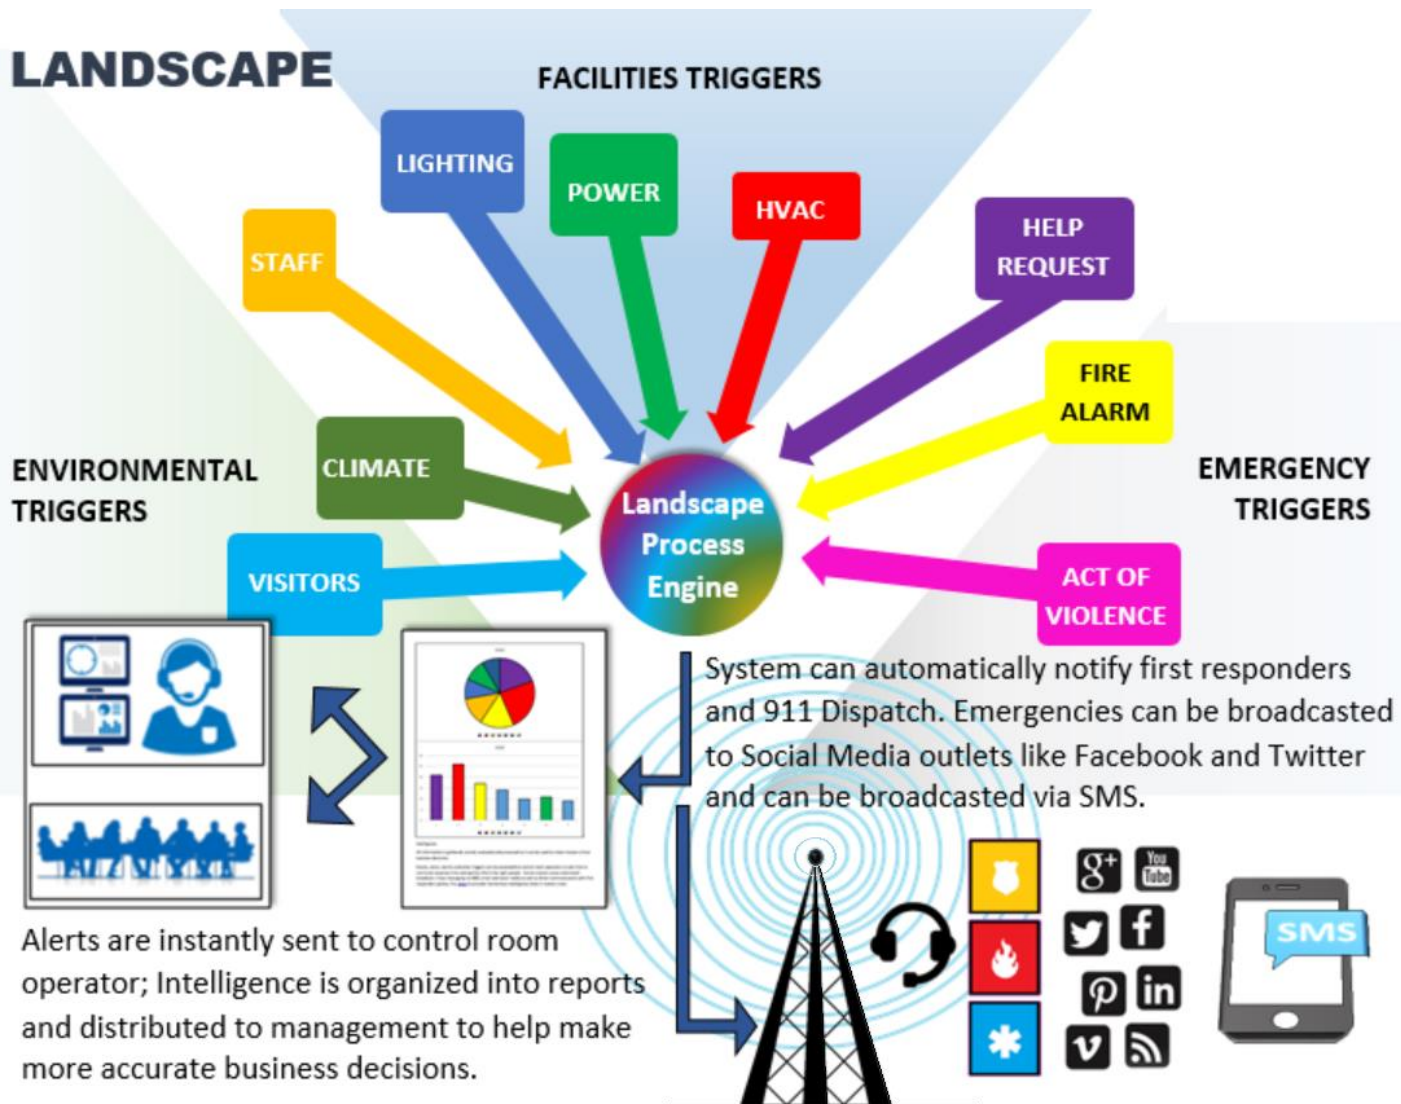 LANDSCAPE
FACILITIES TRIGGERS
LIGHTING
POWER
HVAC
HELP
REQUEST
STAFF
FIRE
ALARM
CLIMATE
ENVIRONMENTAL
TRIGGERS
EMERGENCY
TRIGGERS
Landscape
Process
Engine
VISITORS
ACT OF
VIOLENCE
System can automatically notify first responders
and 911 Dispatch. Emergencies can be broadcasted
to Social Media outlets like Facebook and Twitter
and can be broadcasted via SMS.
g+
You
Tube
f
in
SMS
Alerts are instantly sent to control room
operator; Intelligence is organized into reports
and distributed to management to help make
more accurate business decisions.